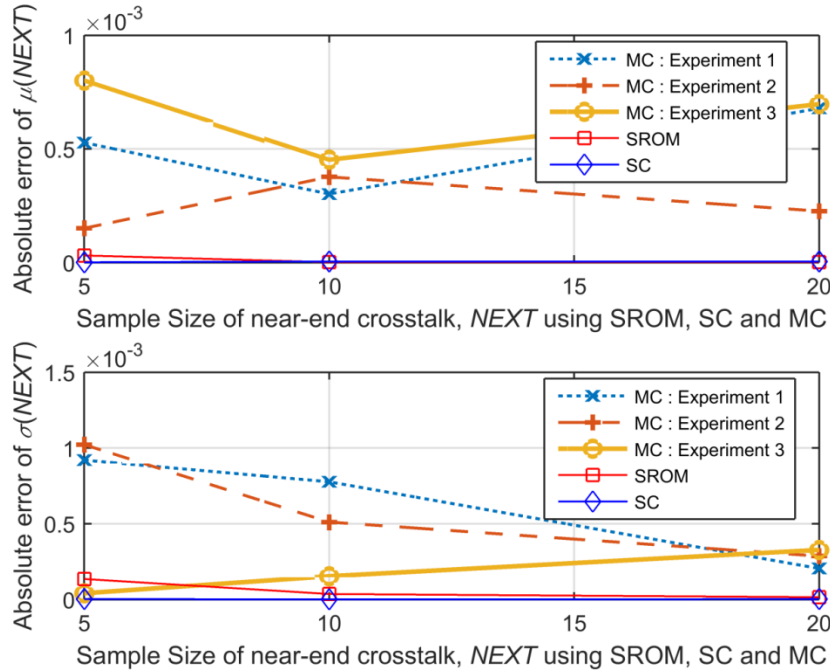 ×10⁻³
1
0.5
0
Absolute error of μ(NEXT)
MC : Experiment 1
MC : Experiment 2
MC : Experiment 3
SROM
SC
5
10
15
20
Sample Size of near-end crosstalk, NEXT using SROM, SC and MC
×10⁻³
1.5
1
0.5
0
Absolute error of σ(NEXT)
MC : Experiment 1
MC : Experiment 2
MC : Experiment 3
SROM
SC
5
10
15
20
Sample Size of near-end crosstalk, NEXT using SROM, SC and MC